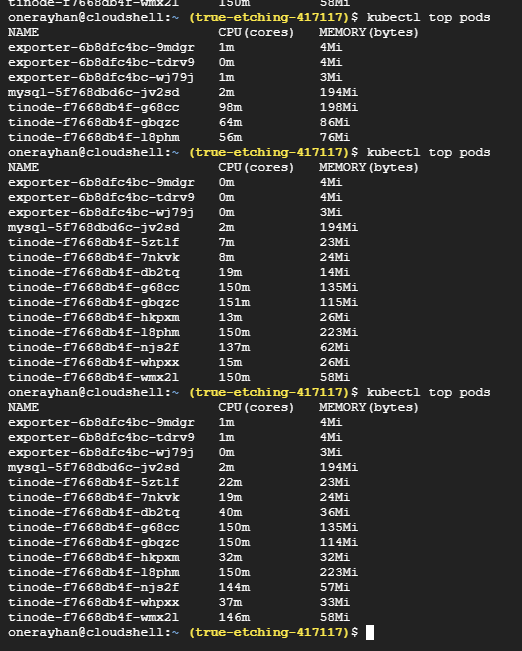 tinode-f7668db4f-wmx2l 150m 58Mi
onerayhan@cloudshell:~ (true-etching-417117)$ kubectl top pods
NAME CPU(cores) MEMORY(bytes)
exporter-6b8dfc4bc-9mdgr 1m 4Mi
exporter-6b8dfc4bc-tdrv9 0m 4Mi
exporter-6b8dfc4bc-wj79j 1m 3Mi
mysql-5f768dbd6c-jv2sd 2m 194Mi
tinode-f7668db4f-g68cc 98m 198Mi
tinode-f7668db4f-gbqzc 64m 86Mi
tinode-f7668db4f-l8phm 56m 76Mi
onerayhan@cloudshell:~ (true-etching-417117)$ kubectl top pods
NAME CPU(cores) MEMORY(bytes)
exporter-6b8dfc4bc-9mdgr 0m 4Mi
exporter-6b8dfc4bc-tdrv9 0m 4Mi
exporter-6b8dfc4bc-wj79j 0m 3Mi
mysql-5f768dbd6c-jv2sd 2m 194Mi
tinode-f7668db4f-5ztlf 7m 23Mi
tinode-f7668db4f-7nkvk 8m 24Mi
tinode-f7668db4f-db2tq 19m 14Mi
tinode-f7668db4f-g68cc 150m 135Mi
tinode-f7668db4f-gbqzc 151m 115Mi
tinode-f7668db4f-hkpxm 13m 26Mi
tinode-f7668db4f-l8phm 150m 223Mi
tinode-f7668db4f-njs2f 137m 62Mi
tinode-f7668db4f-whpxx 15m 26Mi
tinode-f7668db4f-wmx2l 150m 58Mi
onerayhan@cloudshell:~ (true-etching-417117)$ kubectl top pods
NAME CPU(cores) MEMORY(bytes)
exporter-6b8dfc4bc-9mdgr 1m 4Mi
exporter-6b8dfc4bc-tdrv9 1m 4Mi
exporter-6b8dfc4bc-wj79j 0m 3Mi
mysql-5f768dbd6c-jv2sd 2m 194Mi
tinode-f7668db4f-5ztlf 22m 23Mi
tinode-f7668db4f-7nkvk 19m 24Mi
tinode-f7668db4f-db2tq 40m 36Mi
tinode-f7668db4f-g68cc 150m 135Mi
tinode-f7668db4f-gbqzc 150m 114Mi
tinode-f7668db4f-hkpxm 32m 32Mi
tinode-f7668db4f-l8phm 150m 223Mi
tinode-f7668db4f-njs2f 144m 57Mi
tinode-f7668db4f-whpxx 37m 33Mi
tinode-f7668db4f-wmx2l 146m 58Mi
onerayhan@cloudshell:~ (true-etching-417117)$